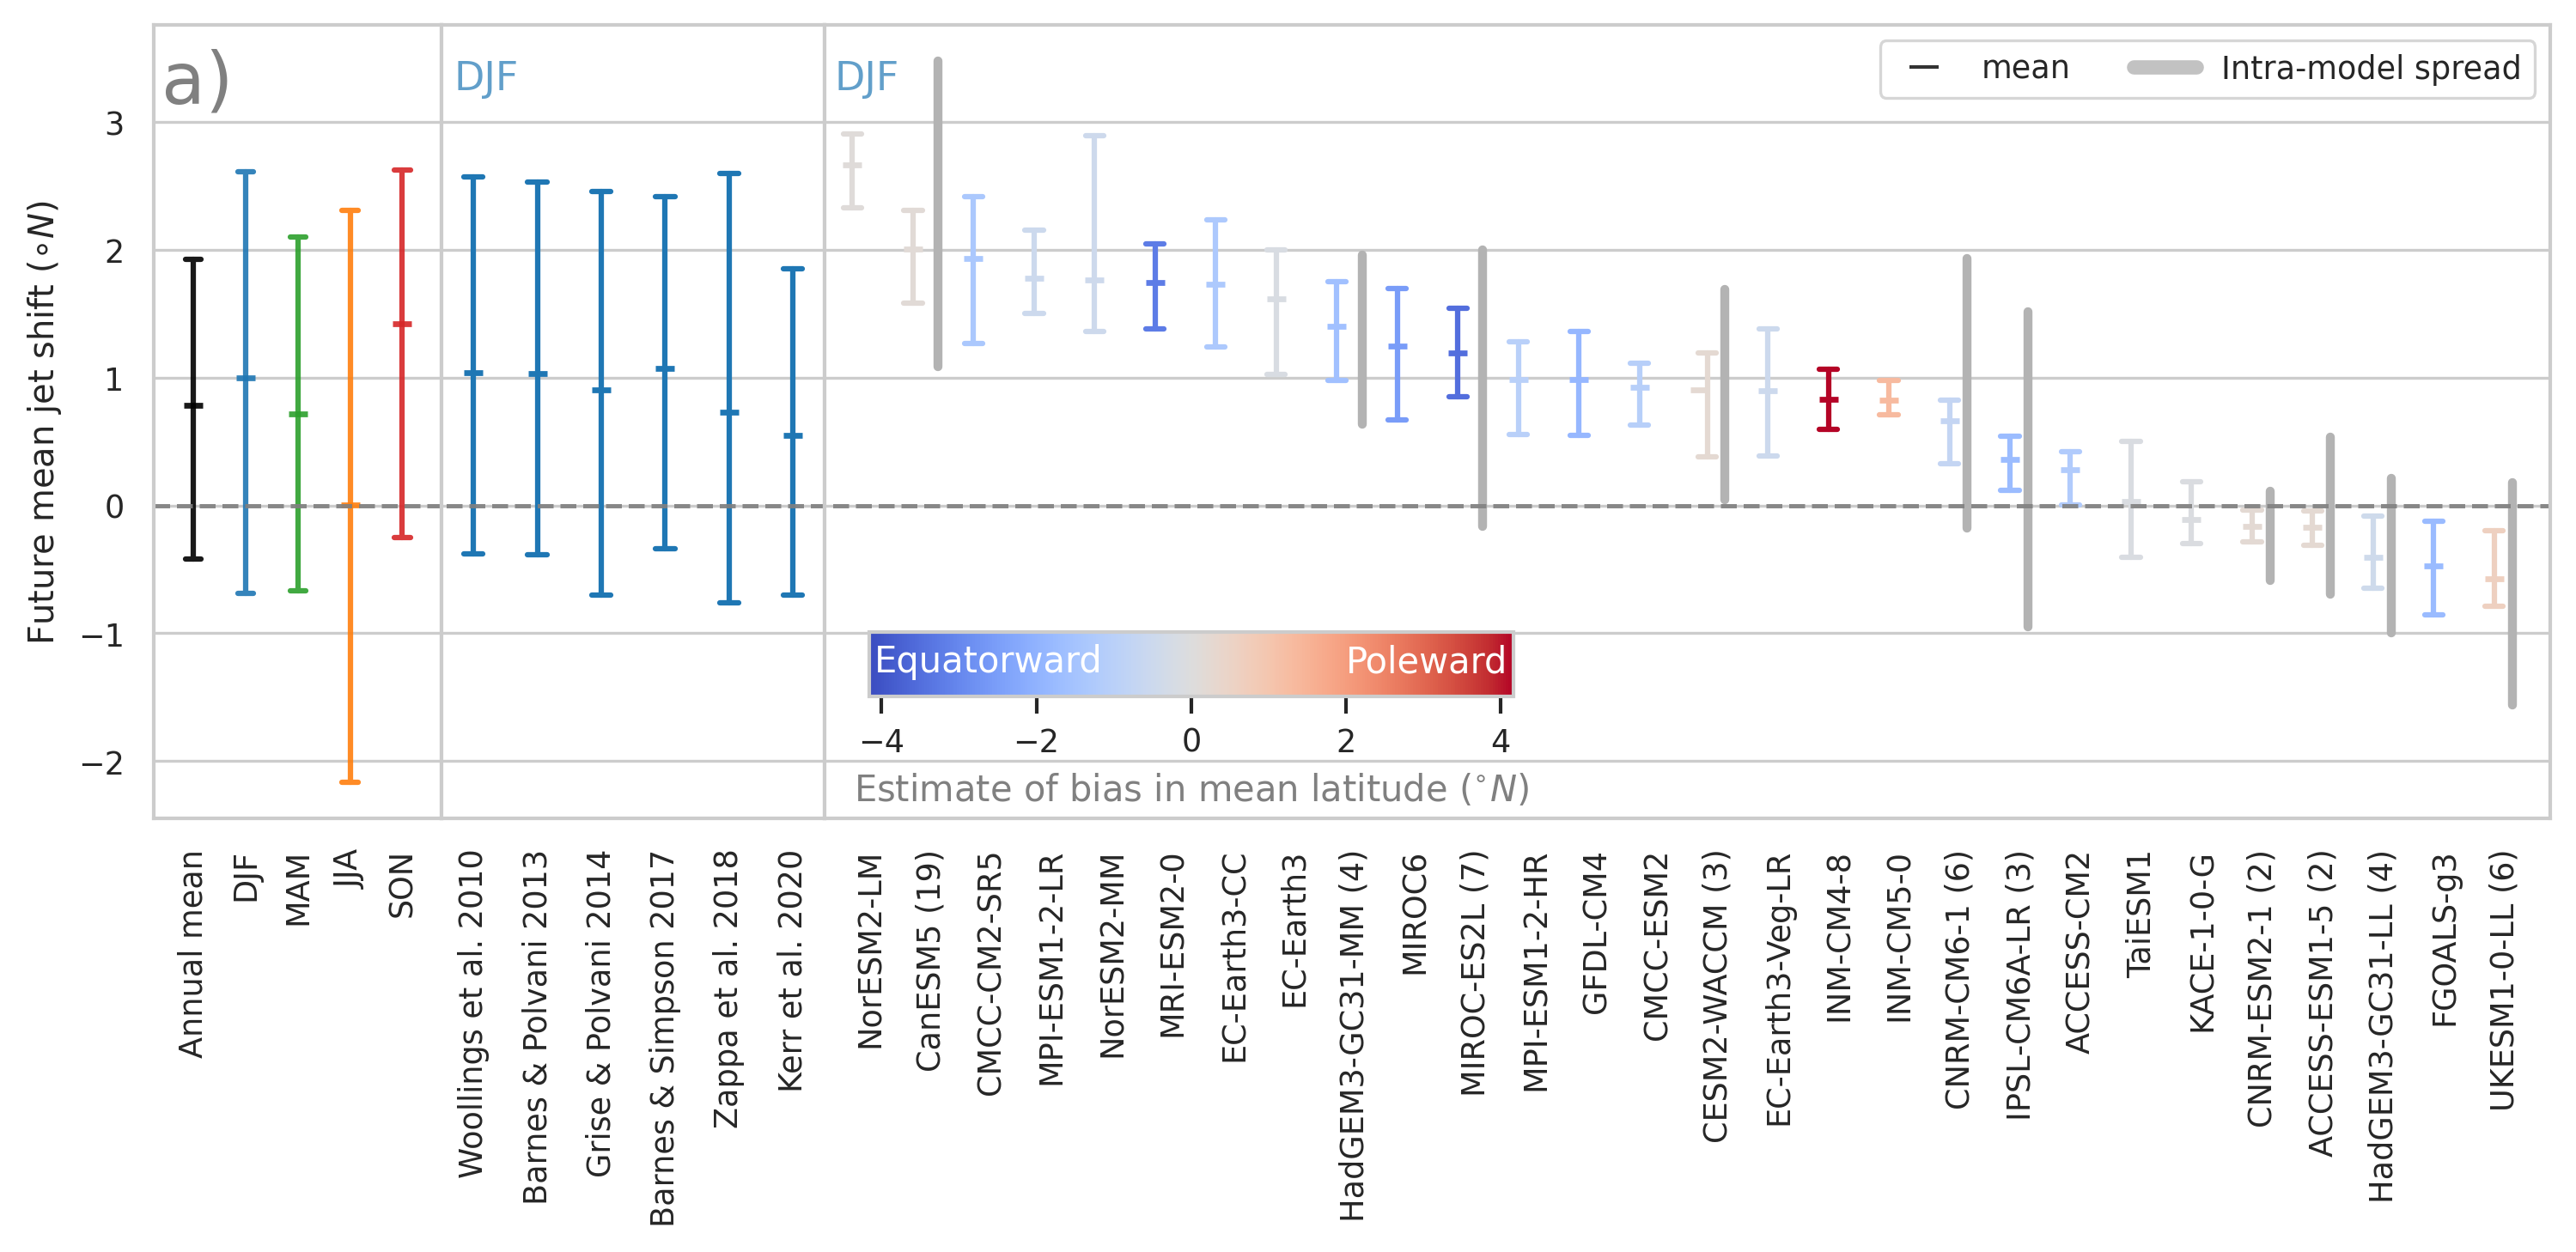 a)
DJF
DJF
mean
Intra-model spread
Future mean jet shift (∘N)
3
2
1
0
−1
−2
Equatorward
Poleward
−4
−2
0
2
4
Estimate of bias in mean latitude (°N)
Annual mean
DJF
MAM
JJA
SON
Woollings et al. 2010
Barnes & Polvani 2013
Grise & Polvani 2014
Barnes & Simpson 2017
Zappa et al. 2018
Kerr et al. 2020
NorESM2-LM
CanESM5 (19)
CMCC-CM2-SR5
MPI-ESM1-2-LR
NorESM2-MM
MRI-ESM2-0
EC-Earth3-CC
EC-Earth3
HadGEM3-GC31-MM (4)
MIROC6
MIROC-ES2L (7)
MPI-ESM1-2-HR
GFDL-CM4
CMCC-ESM2
CESM2-WACCM (3)
EC-Earth3-Veg-LR
INM-CM4-8
INM-CM5-0
CNRM-CM6-1 (6)
IPSL-CM6A-LR (3)
ACCESS-CM2
TaiESM1
KACE-1-0-G
CNRM-ESM2-1 (2)
ACCESS-ESM1-5 (2)
HadGEM3-GC31-LL (4)
FGOALS-g3
UKESM1-0-LL (6)